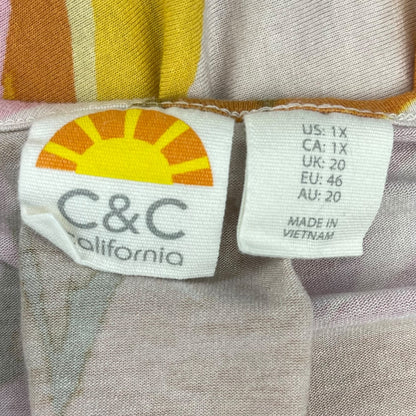 C&C
california
US: 1X
CA: 1X
UK: 20
EU: 46
AU: 20
MADE IN
VIETNAM